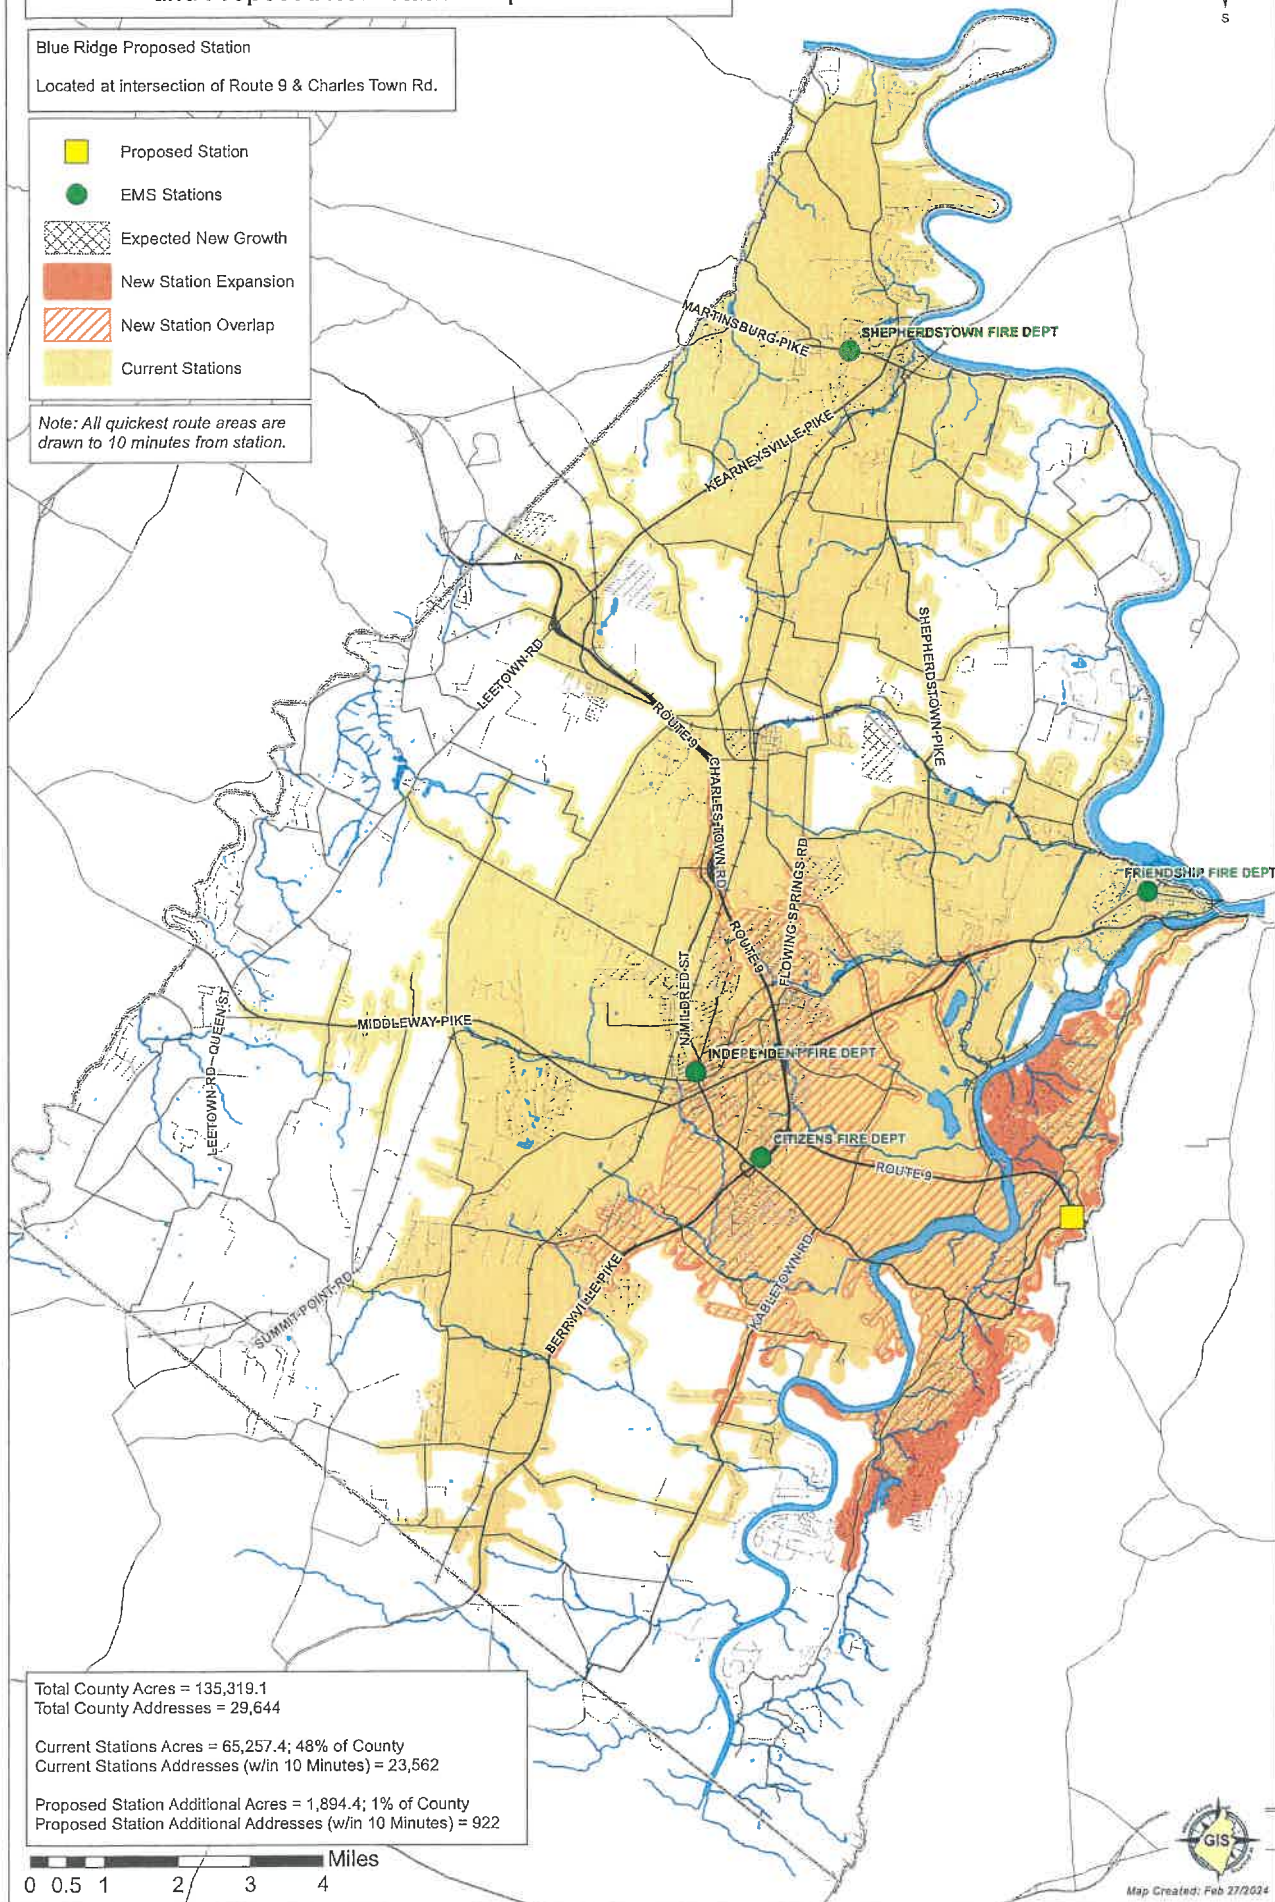 S
Blue Ridge Proposed Station
Located at intersection of Route 9 & Charles Town Rd.
Proposed Station
EMS Stations
Expected New Growth
New Station Expansion
New Station Overlap
Current Stations
Note: All quickest route areas are
drawn to 10 minutes from station.
MARTINSBURG PIKE
SHEPHERDSTOWN FIRE DEPT
KEARNEYSVILLE PIKE
SHEPHERDSTOWN PIKE
LEETOWN RD
ROUTE 9
CHARLES TOWN RD
FLOWING SPRINGS RD
FRIENDSHIP FIRE DEPT
ROUTE 9
N MILDRED ST
LEETOWN RD
QUEEN ST
MIDDLEWAY PIKE
INDEPENDENT FIRE DEPT
CITIZENS FIRE DEPT
ROUTE 9
KABLETOWN RD
SUMMIT POINT RD
BERRYVILLE PIKE
Total County Acres = 135,319.1
Total County Addresses = 29,644
Current Stations Acres = 65,257.4; 48% of County
Current Stations Addresses (w/in 10 Minutes) = 23,562
Proposed Station Additional Acres = 1,894.4; 1% of County
Proposed Station Additional Addresses (w/in 10 Minutes) = 922
Miles
0 0.5 1 2 3 4
GIS
Map Created: Feb 27/2024